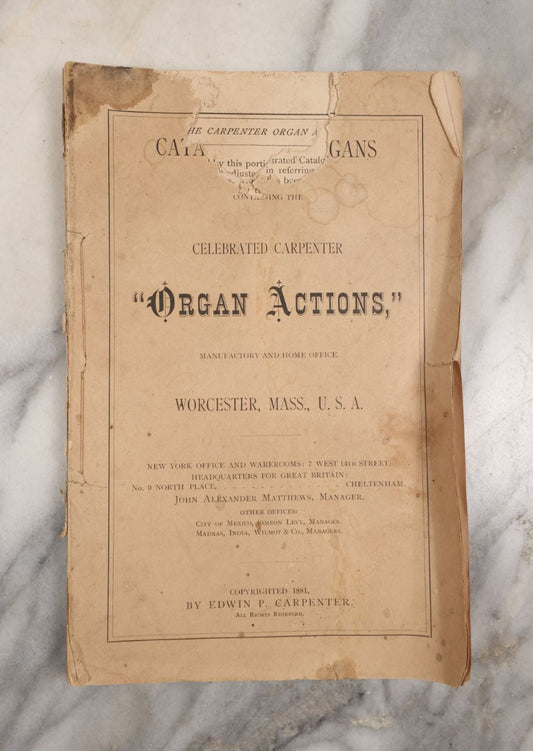 HE CARPENTER ORGAN A
CATA GANS
y this porti trated Catalo
adjuste in referring
s bee
CONTAINING THE
CELEBRATED CARPENTER
"ORGAN ACTIONS,"
MANUFACTORY AND HOME OFFICE
WORCESTER, MASS., U. S. A.
NEW YORK OFFICE AND WAREROOMS: 7 WEST 14TH STREET.
HEADQUARTERS FOR GREAT BRITAIN:
No. 9 NORTH PLACE, . . . . . . . . . . . . . . . . CHELTENHAM.
JOHN ALEXANDER MATTHEWS, MANAGER.
OTHER OFFICES:
CITY OF MEXICO, SIMEON LEVY, MANAGER.
MADRAS, INDIA, WILMOT & CO., MANAGERS.
COPYRIGHTED 1881,
BY EDWIN P. CARPENTER.
ALL RIGHTS RESERVED.